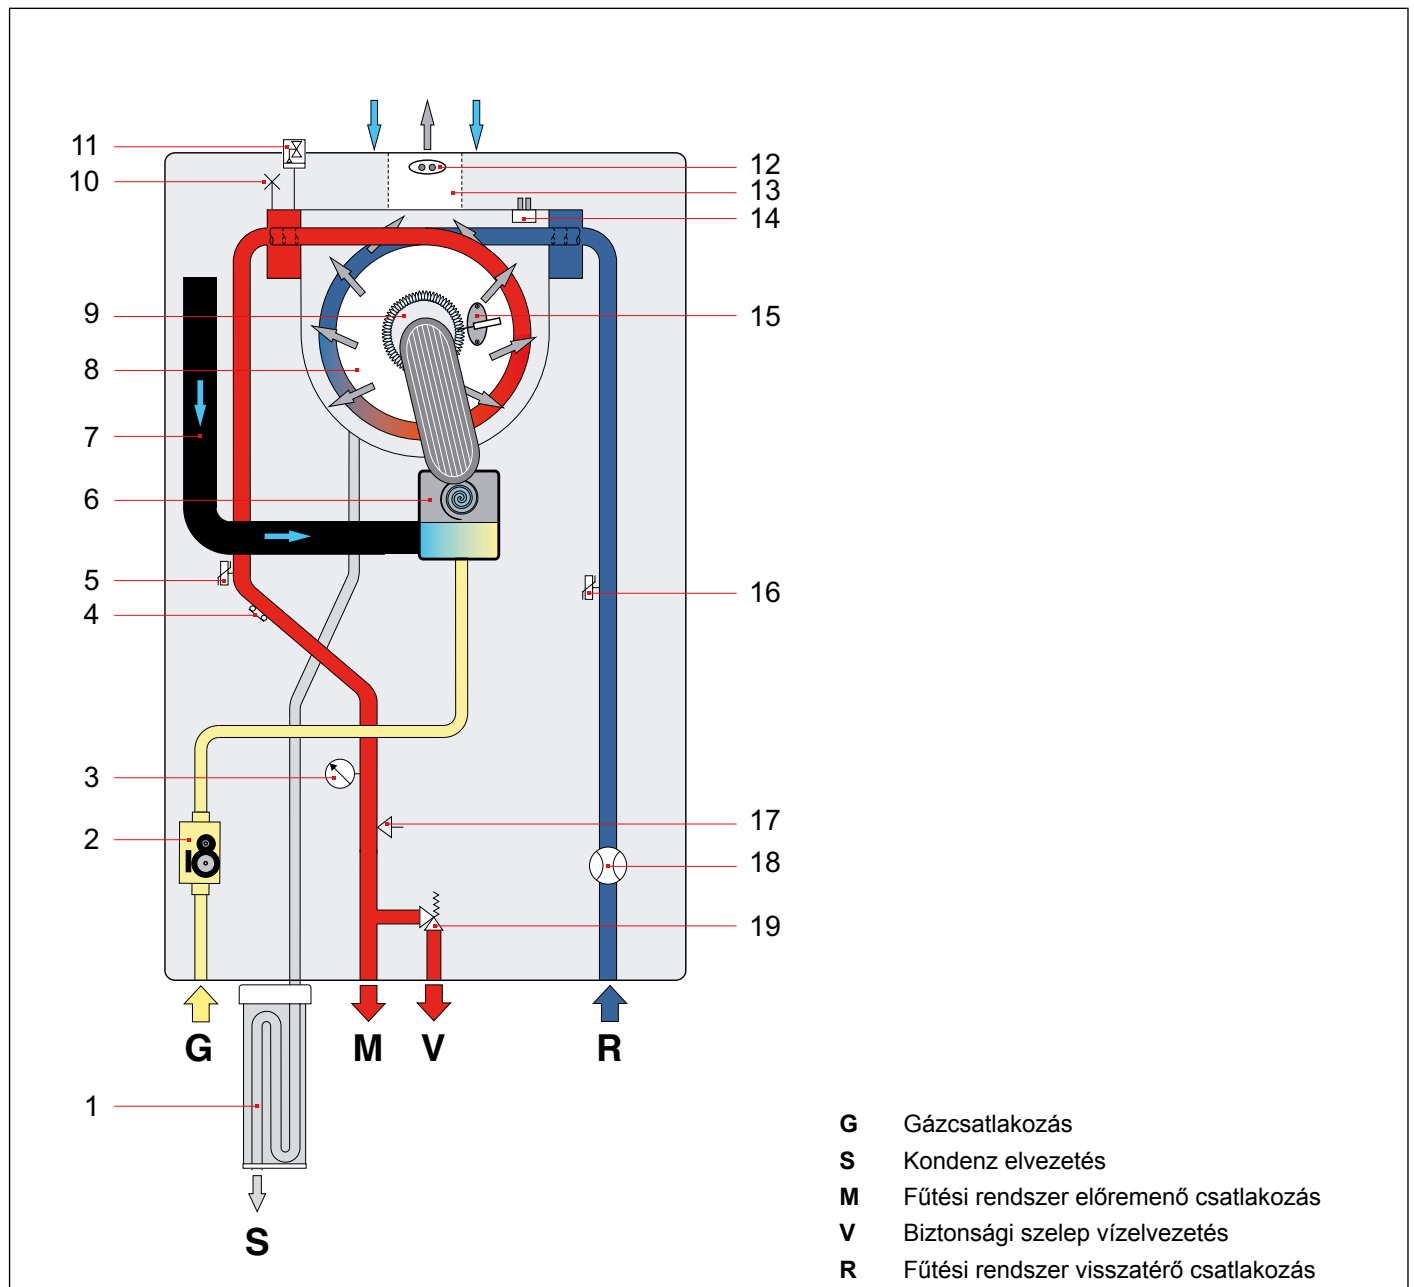 11
10
9
8
7
6
5
4
3
2
1
12
13
14
15
16
17
18
19
G
M
V
R
S
G Gázcsatlakozás
S Kondenz elvezetés
M Fűtési rendszer előremenő csatlakozás
V Biztonsági szelep vízelvezetés
R Fűtési rendszer visszatérő csatlakozás